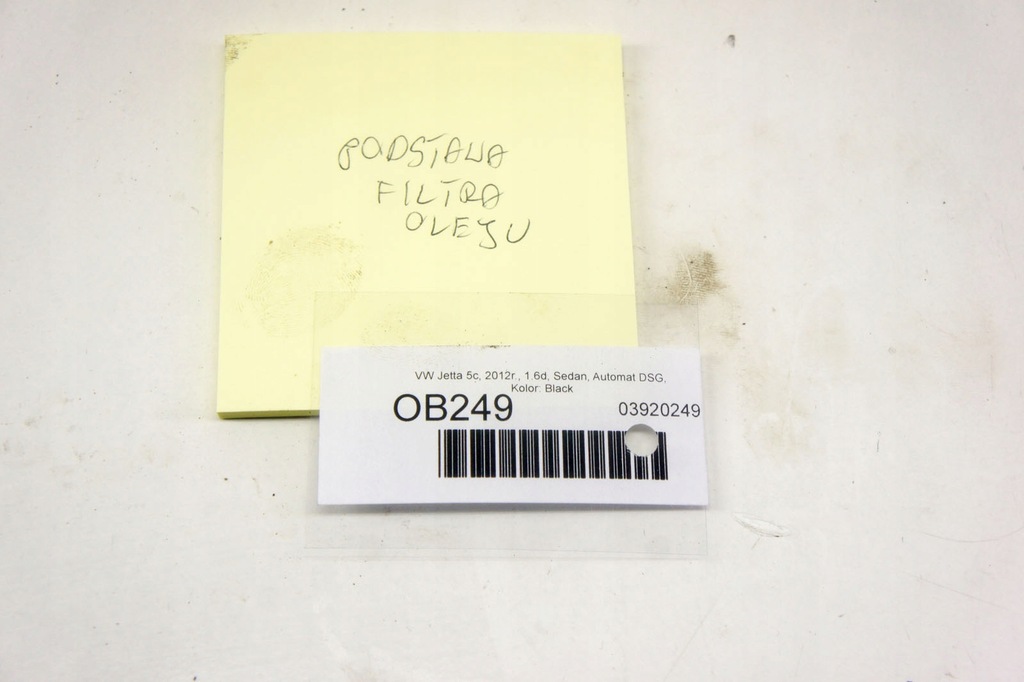 PODSTAWA
FILTRA
OLEJU
VW Jetta 5c, 2012r., 1.6d, Sedan, Automat DSG,
Kolor: Black
OB249
03920249